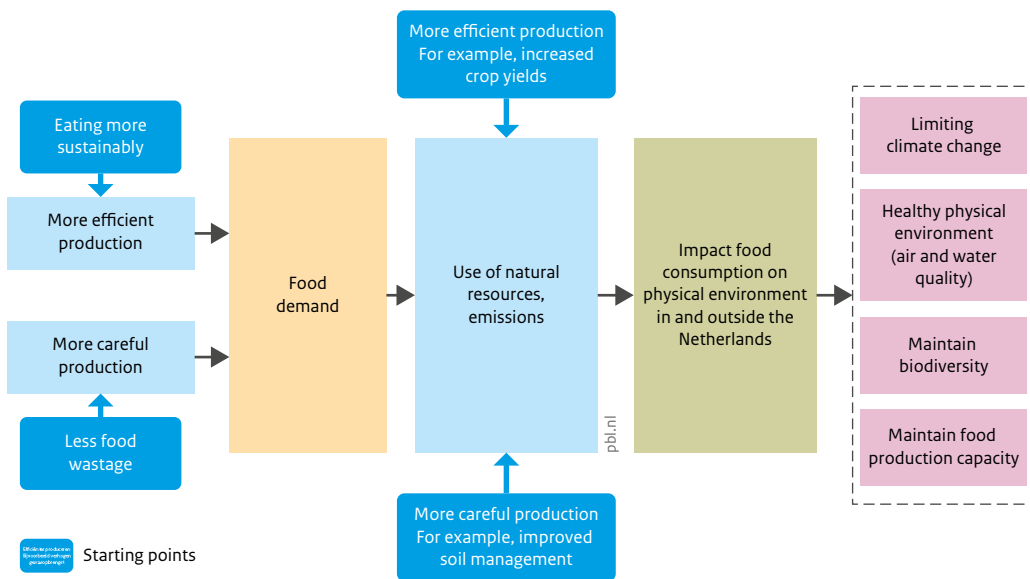 More efficient production
For example, increased
crop yields
Eating more
sustainably
More efficient
production
More careful
production
Less food
wastage
Food
demand
Use of natural
resources,
emissions
More careful production
For example, improved
soil management
pbl.nl
Impact food
consumption on
physical environment
in and outside the
Netherlands
Limiting
climate change
Healthy physical
environment
(air and water
quality)
Maintain
biodiversity
Maintain food
production capacity
Starting points